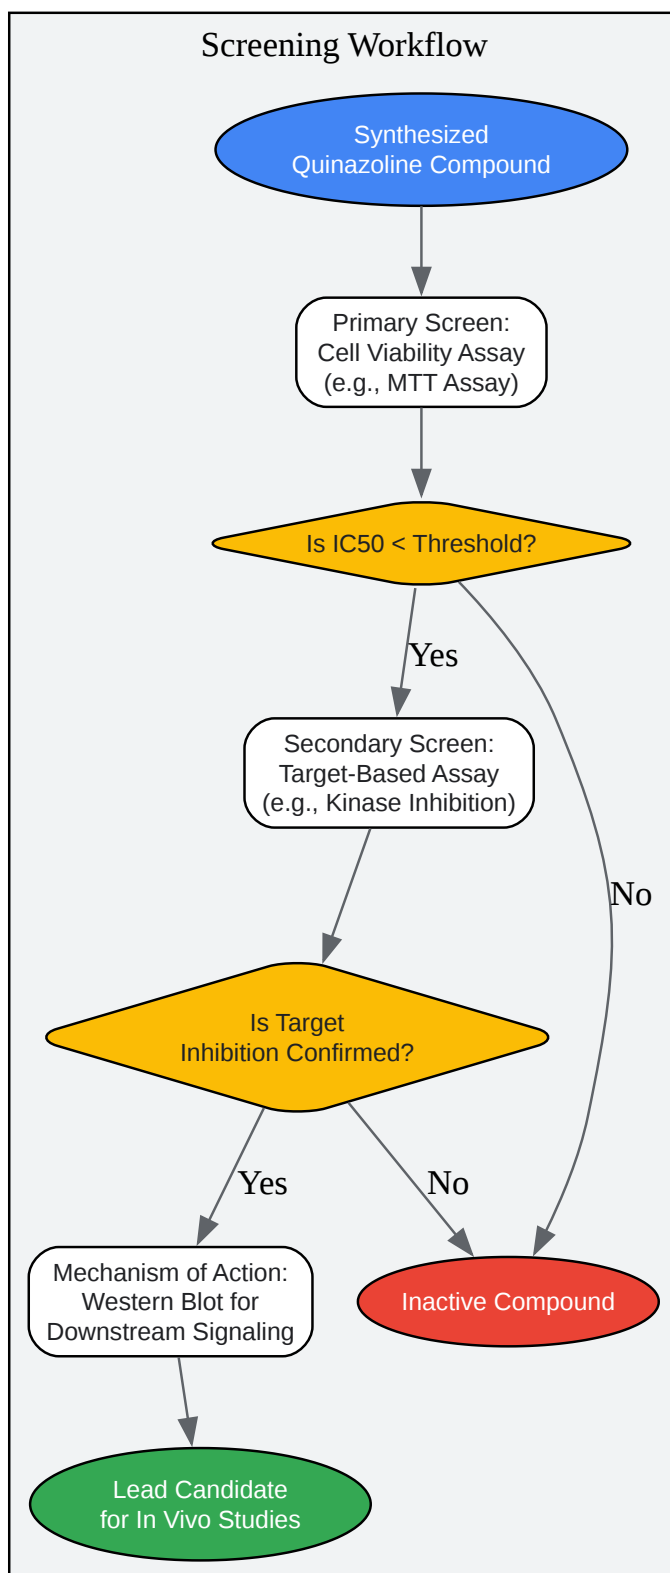 Screening Workflow
Synthesized
Quinazoline Compound
Primary Screen:
Cell Viability Assay
(e.g., MTT Assay)
Is IC50 < Threshold?
Yes
Secondary Screen:
Target-Based Assay
(e.g., Kinase Inhibition)
No
Is Target
Inhibition Confirmed?
Yes
No
Mechanism of Action:
Western Blot for
Downstream Signaling
Inactive Compound
Lead Candidate
for In Vivo Studies